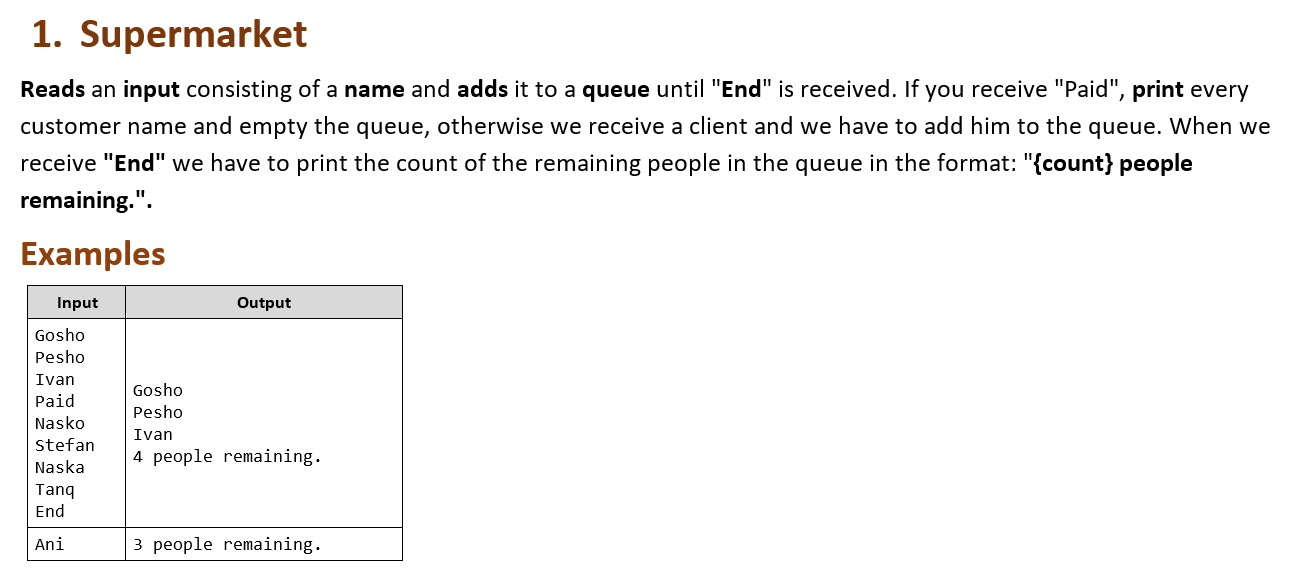 1. Supermarket
Reads an input consisting of a name and adds it to a queue until "End" is received. If you receive "Paid", print every
customer name and empty the queue, otherwise we receive a client and we have to add him to the queue. When we
receive "End" we have to print the count of the remaining people in the queue in the format: "{count} people
remaining.".
Examples
Input Output
Gosho
Pesho
Ivan
Paid
Nasko
Stefan
Naska
Tanq
End
Gosho
Pesho
Ivan
4 people remaining.
Ani 3 people remaining.